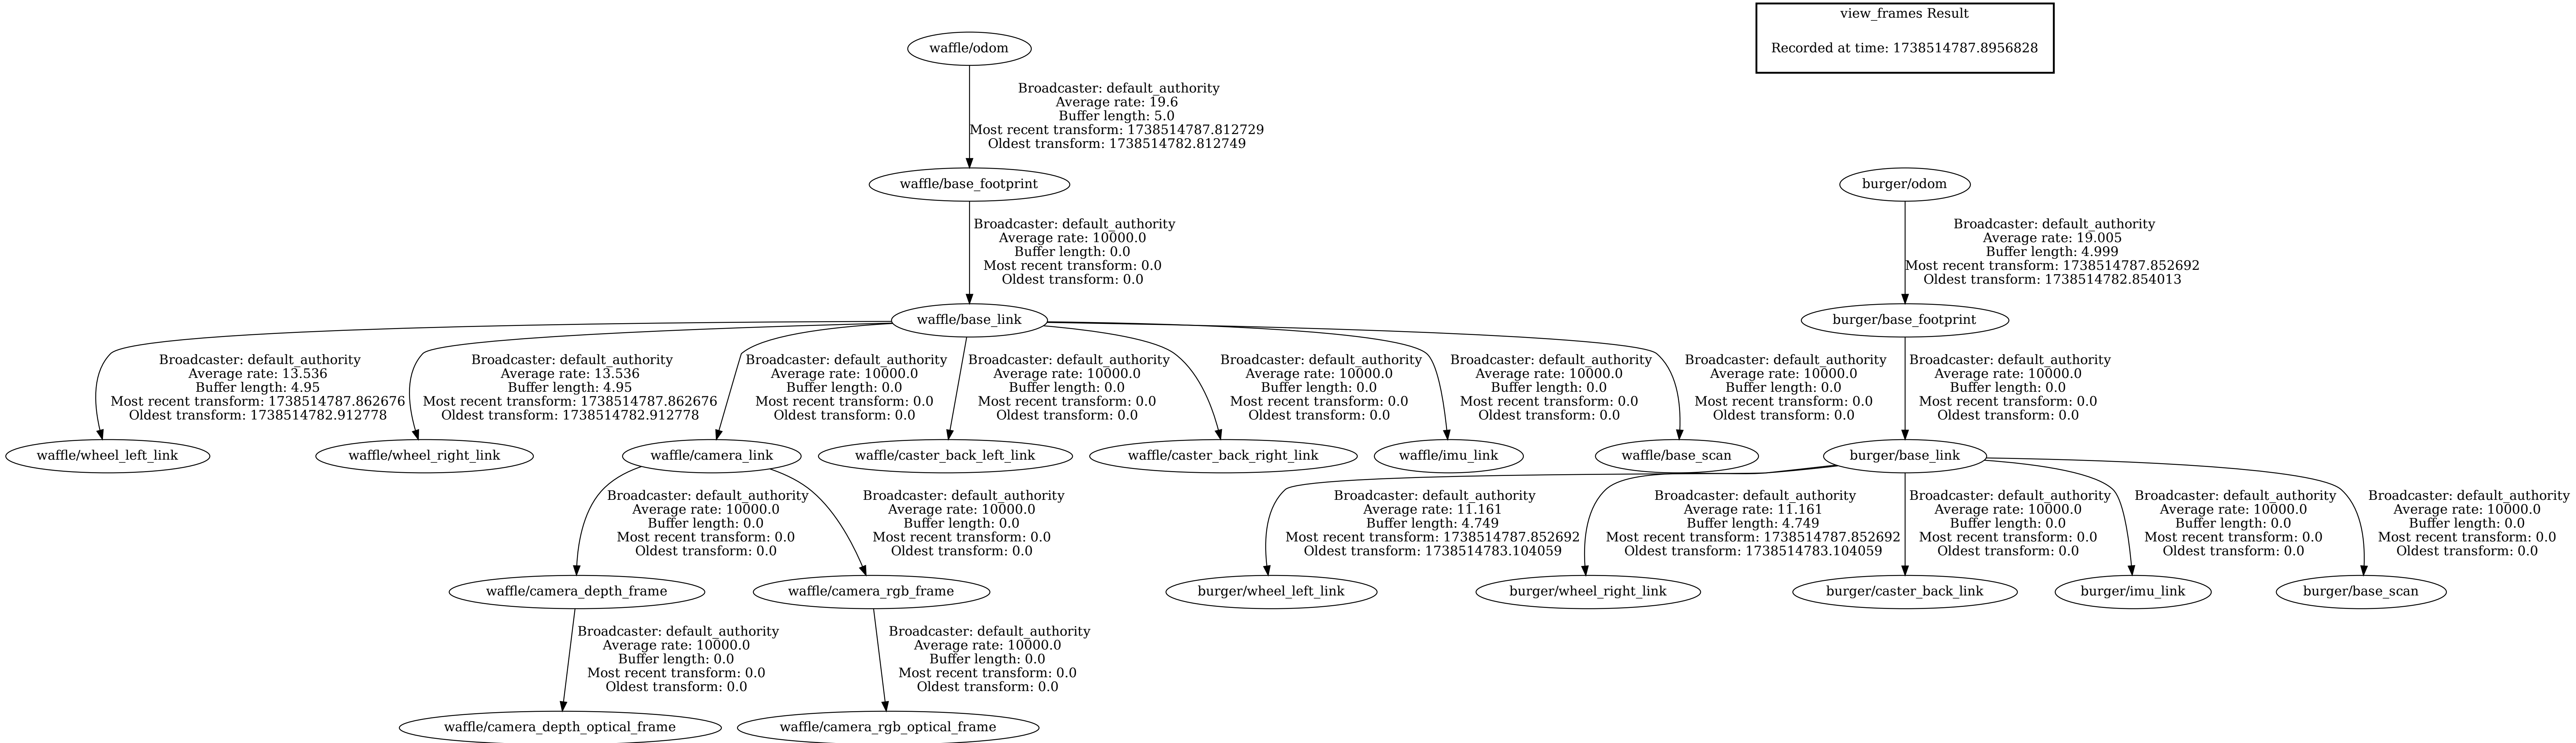 view_frames Result
Recorded at time: 1738514787.8956828
waffle/odom
Broadcaster: default_authority
Average rate: 19.6
Buffer length: 5.0
Most recent transform: 1738514787.812729
Oldest transform: 1738514782.812749
waffle/base_footprint
burger/odom
Broadcaster: default_authority
Average rate: 10000.0
Buffer length: 0.0
Most recent transform: 0.0
Oldest transform: 0.0
Broadcaster: default_authority
Average rate: 19.005
Buffer length: 4.999
Most recent transform: 1738514787.852692
Oldest transform: 1738514782.854013
waffle/base_link
burger/base_footprint
Broadcaster: default_authority
Average rate: 13.536
Buffer length: 4.95
Most recent transform: 1738514787.862676
Oldest transform: 1738514782.912778
Broadcaster: default_authority
Average rate: 13.536
Buffer length: 4.95
Most recent transform: 1738514787.862676
Oldest transform: 1738514782.912778
Broadcaster: default_authority
Average rate: 10000.0
Buffer length: 0.0
Most recent transform: 0.0
Oldest transform: 0.0
Broadcaster: default_authority
Average rate: 10000.0
Buffer length: 0.0
Most recent transform: 0.0
Oldest transform: 0.0
Broadcaster: default_authority
Average rate: 10000.0
Buffer length: 0.0
Most recent transform: 0.0
Oldest transform: 0.0
Broadcaster: default_authority
Average rate: 10000.0
Buffer length: 0.0
Most recent transform: 0.0
Oldest transform: 0.0
Broadcaster: default_authority
Average rate: 10000.0
Buffer length: 0.0
Most recent transform: 0.0
Oldest transform: 0.0
Broadcaster: default_authority
Average rate: 10000.0
Buffer length: 0.0
Most recent transform: 0.0
Oldest transform: 0.0
waffle/wheel_left_link
waffle/wheel_right_link
waffle/camera_link
waffle/caster_back_left_link
waffle/caster_back_right_link
waffle/imu_link
waffle/base_scan
burger/base_link
Broadcaster: default_authority
Average rate: 10000.0
Buffer length: 0.0
Most recent transform: 0.0
Oldest transform: 0.0
Broadcaster: default_authority
Average rate: 10000.0
Buffer length: 0.0
Most recent transform: 0.0
Oldest transform: 0.0
Broadcaster: default_authority
Average rate: 11.161
Buffer length: 4.749
Most recent transform: 1738514787.852692
Oldest transform: 1738514783.104059
Broadcaster: default_authority
Average rate: 11.161
Buffer length: 4.749
Most recent transform: 1738514787.852692
Oldest transform: 1738514783.104059
Broadcaster: default_authority
Average rate: 10000.0
Buffer length: 0.0
Most recent transform: 0.0
Oldest transform: 0.0
Broadcaster: default_authority
Average rate: 10000.0
Buffer length: 0.0
Most recent transform: 0.0
Oldest transform: 0.0
Broadcaster: default_authority
Average rate: 10000.0
Buffer length: 0.0
Most recent transform: 0.0
Oldest transform: 0.0
waffle/camera_depth_frame
waffle/camera_rgb_frame
burger/wheel_left_link
burger/wheel_right_link
burger/caster_back_link
burger/imu_link
burger/base_scan
Broadcaster: default_authority
Average rate: 10000.0
Buffer length: 0.0
Most recent transform: 0.0
Oldest transform: 0.0
Broadcaster: default_authority
Average rate: 10000.0
Buffer length: 0.0
Most recent transform: 0.0
Oldest transform: 0.0
waffle/camera_depth_optical_frame
waffle/camera_rgb_optical_frame